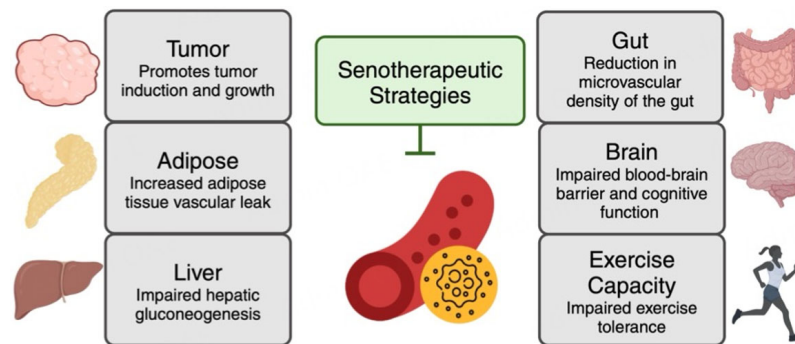 Tumor
Promotes tumor
induction and growth
Adipose
Increased adipose
tissue vascular leak
Liver
Impaired hepatic
gluconeogenesis
Senotherapeutic
Strategies
Gut
Reduction in
microvascular
density of the gut
Brain
Impaired blood-brain
barrier and cognitive
function
Exercise
Capacity
Impaired exercise
tolerance